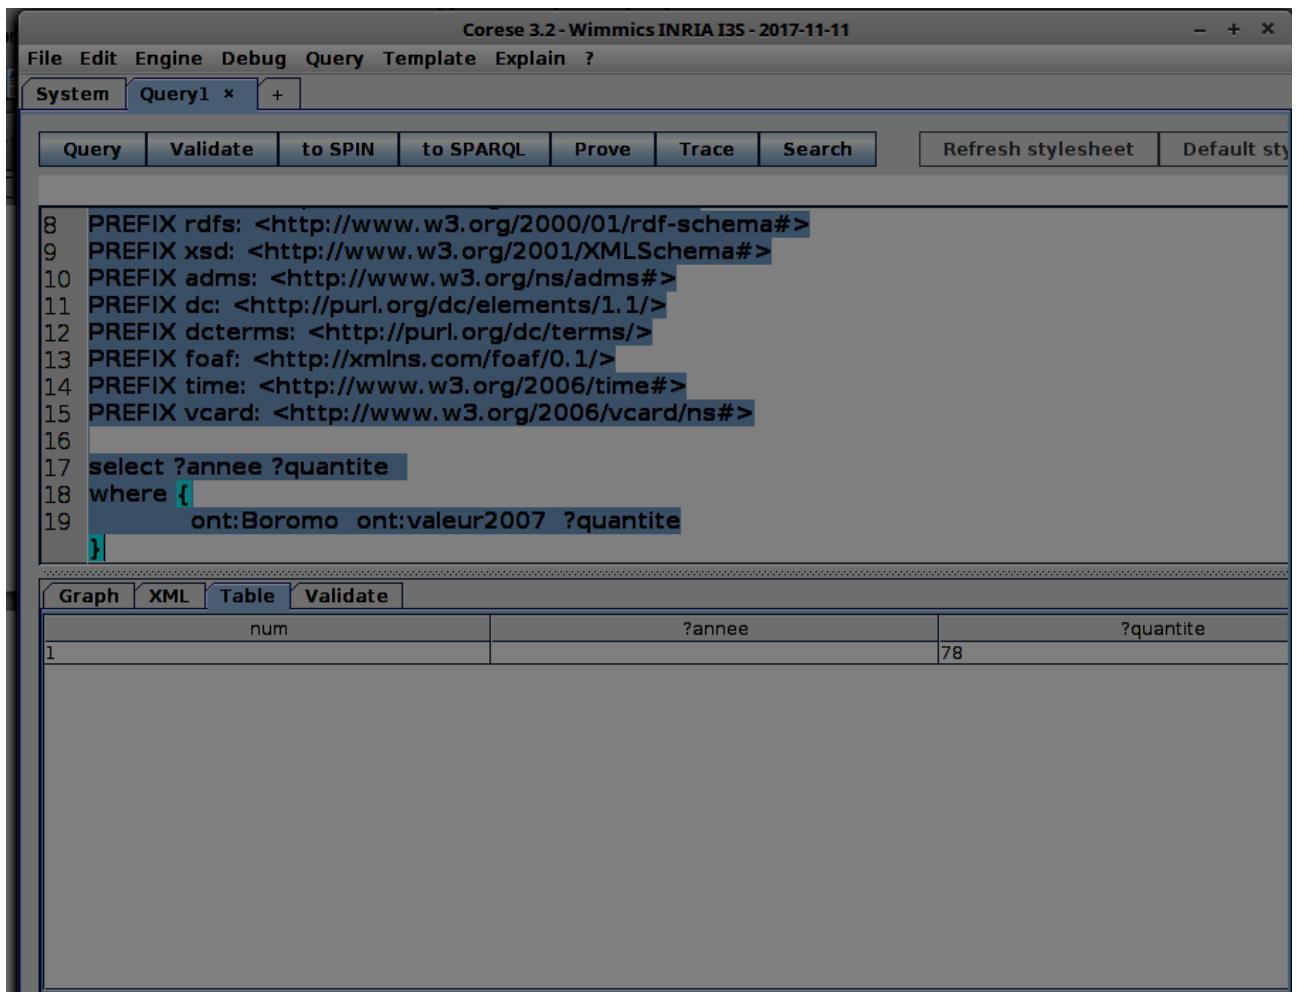 Corese 3.2 - Wimmics INRIA I3S - 2017-11-11
File Edit Engine Debug Query Template Explain ?
System Query1 × +
Query Validate to SPIN to SPARQL Prove Trace Search Refresh stylesheet Default sty
8 PREFIX rdfs: <http://www.w3.org/2000/01/rdf-schema#>
9 PREFIX xsd: <http://www.w3.org/2001/XMLSchema#>
10 PREFIX adms: <http://www.w3.org/ns/adms#>
11 PREFIX dc: <http://purl.org/dc/elements/1.1/>
12 PREFIX dcterms: <http://purl.org/dc/terms/>
13 PREFIX foaf: <http://xmlns.com/foaf/0.1/>
14 PREFIX time: <http://www.w3.org/2006/time#>
15 PREFIX vcard: <http://www.w3.org/2006/vcard/ns#>
16
17 select ?annee ?quantite
18 where {
19 ont:Boromo ont:valeur2007 ?quantite
}
Graph XML Table Validate
num ?annee ?quantite
1 78